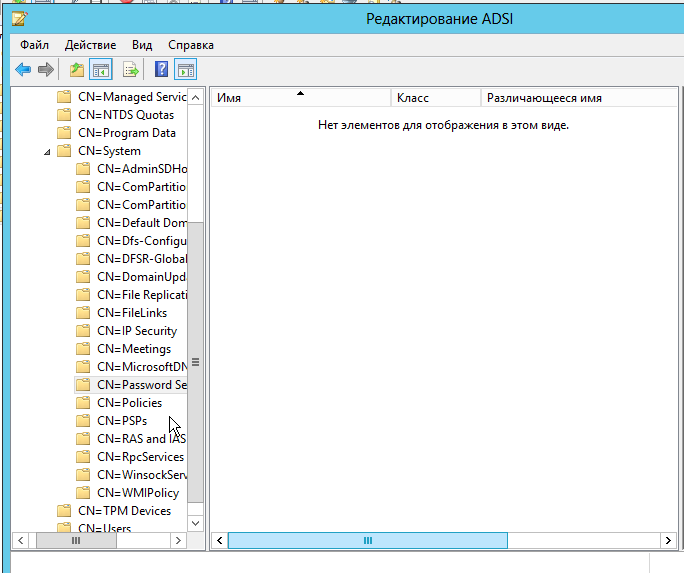 Редактирование ADSI
Файл Действие Вид Справка
Имя Класс Различающееся имя
Нет элементов для отображения в этом виде.
CN=Managed Servic
CN=NTDS Quotas
CN=Program Data
CN=System
CN=AdminSDHo
CN=ComPartitio
CN=ComPartitio
CN=Default Dom
CN=Dfs-Configu
CN=DFSR-Global
CN=DomainUpda
CN=File Replicati
CN=FileLinks
CN=IP Security
CN=Meetings
CN=MicrosoftDN
CN=Password Se
CN=Policies
CN=PSPs
CN=RAS and IAS
CN=RpcServices
CN=WinsockServ
CN=WMIPolicy
CN=TPM Devices
CN=Users